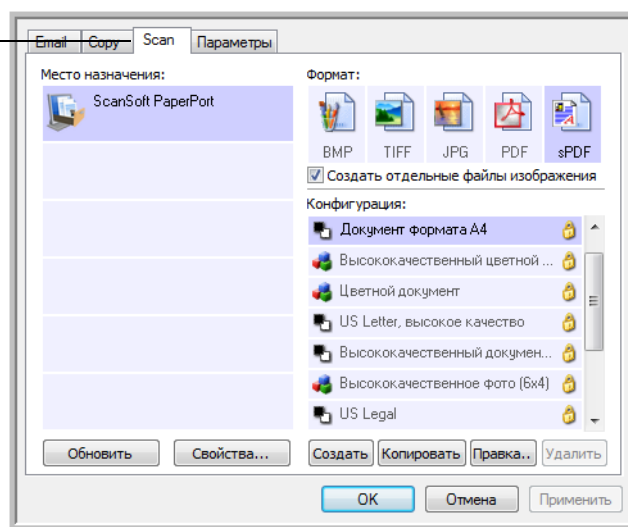 Email Copy Scan Параметры
Место назначения:
ScanSoft PaperPort
Формат:
BMP TIFF JPG PDF sPDF
Создать отдельные файлы изображения
Конфигурация:
Документ формата A4
Высококачественный цветной ...
Цветной документ
US Letter, высокое качество
Высококачественный докумен...
Высококачественное фото (6x4)
US Legal
Обновить Свойства... Создать Копировать Правка.. Удалить
OK Отмена Применить